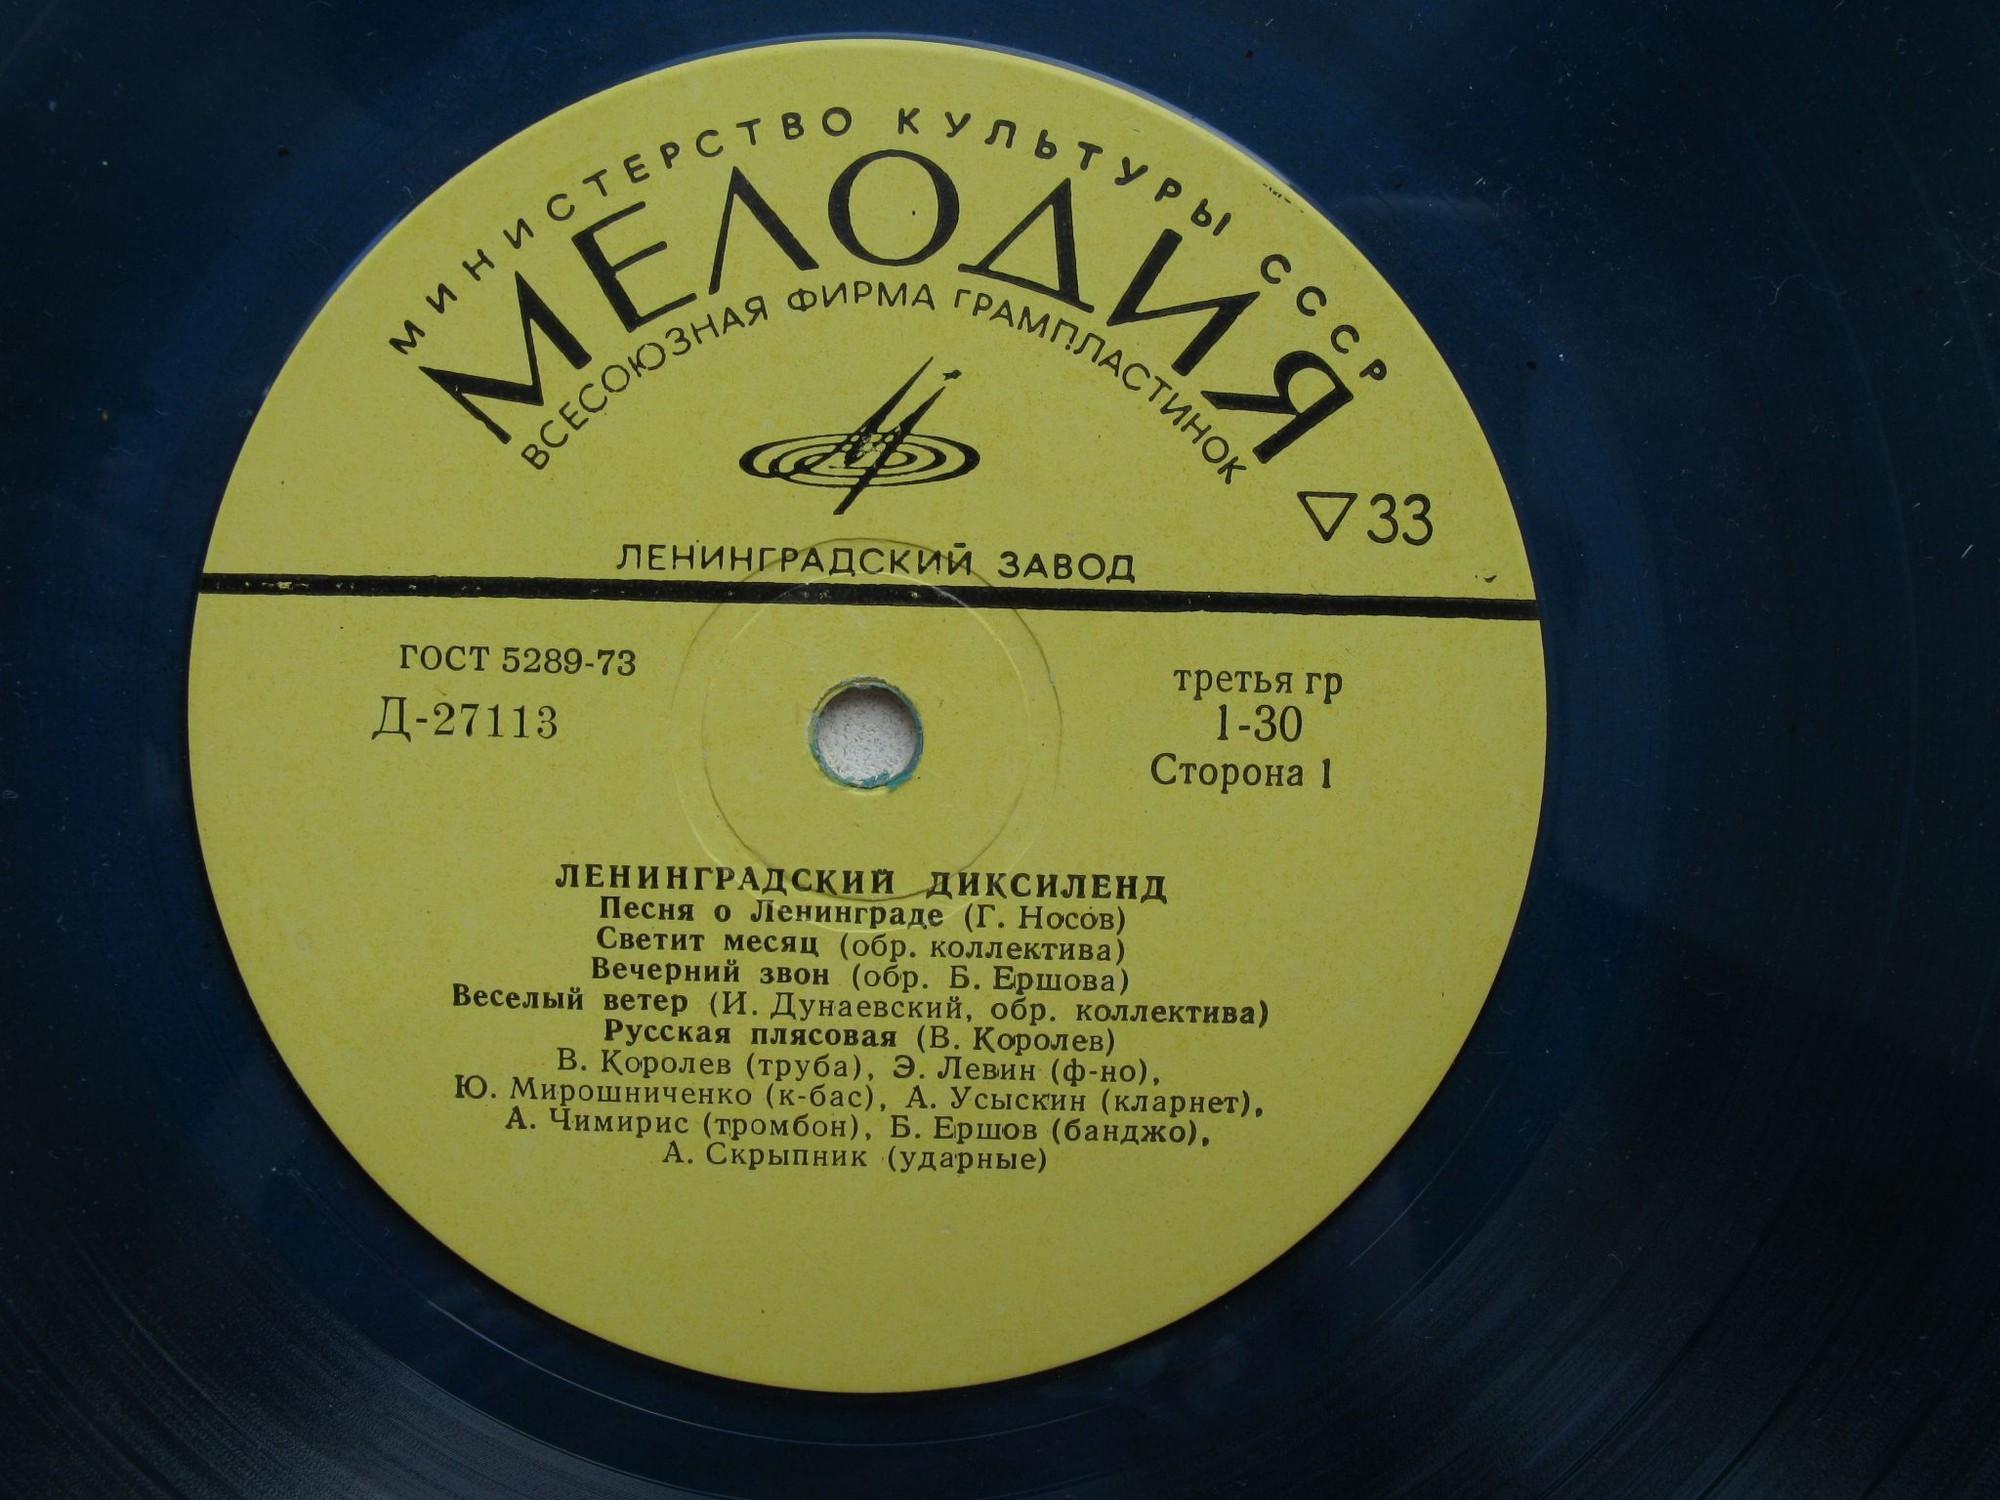 МИНИСТЕРСТВО КУЛЬТУРЫ СССР
МЕЛОДИЯ
ВСЕСОЮЗНАЯ ФИРМА ГРАМПЛАСТИНОК
33
ЛЕНИНГРАДСКИЙ ЗАВОД
ГОСТ 5289-73
Д-27113
третья гр
1-30
Сторона 1
ЛЕНИНГРАДСКИЙ ДИКСИЛЕНД
Песня о Ленинграде (Г. Носов)
Светит месяц (обр. коллектива)
Вечерний звон (обр. Б. Ершова)
Веселый ветер (И. Дунаевский, обр. коллектива)
Русская плясовая (В. Королев)
В. Королев (труба), Э. Левин (ф-но),
Ю. Мирошниченко (к-бас), А. Усыскин (кларнет),
А. Чимирис (тромбон), Б. Ершов (банджо),
А. Скрыпник (ударные)